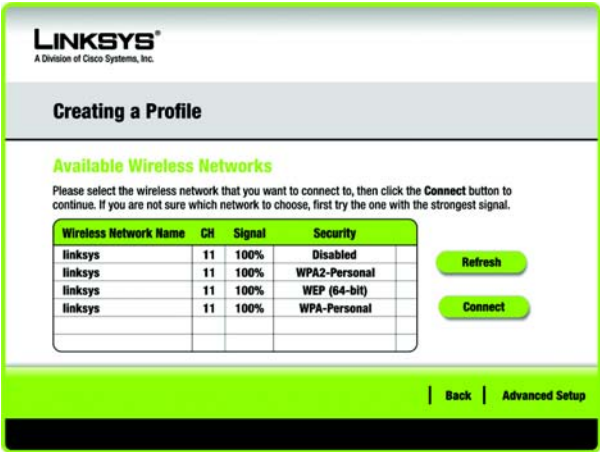 LINKSYS®
A Division of Cisco Systems, Inc.
Creating a Profile
Available Wireless Networks
Please select the wireless network that you want to connect to, then click the Connect button to
continue. If you are not sure which network to choose, first try the one with the strongest signal.
Wireless Network Name CH Signal Security
linksys 11 100% Disabled
linksys 11 100% WPA2-Personal
linksys 11 100% WEP (64-bit)
linksys 11 100% WPA-Personal
Refresh
Connect
Back Advanced Setup